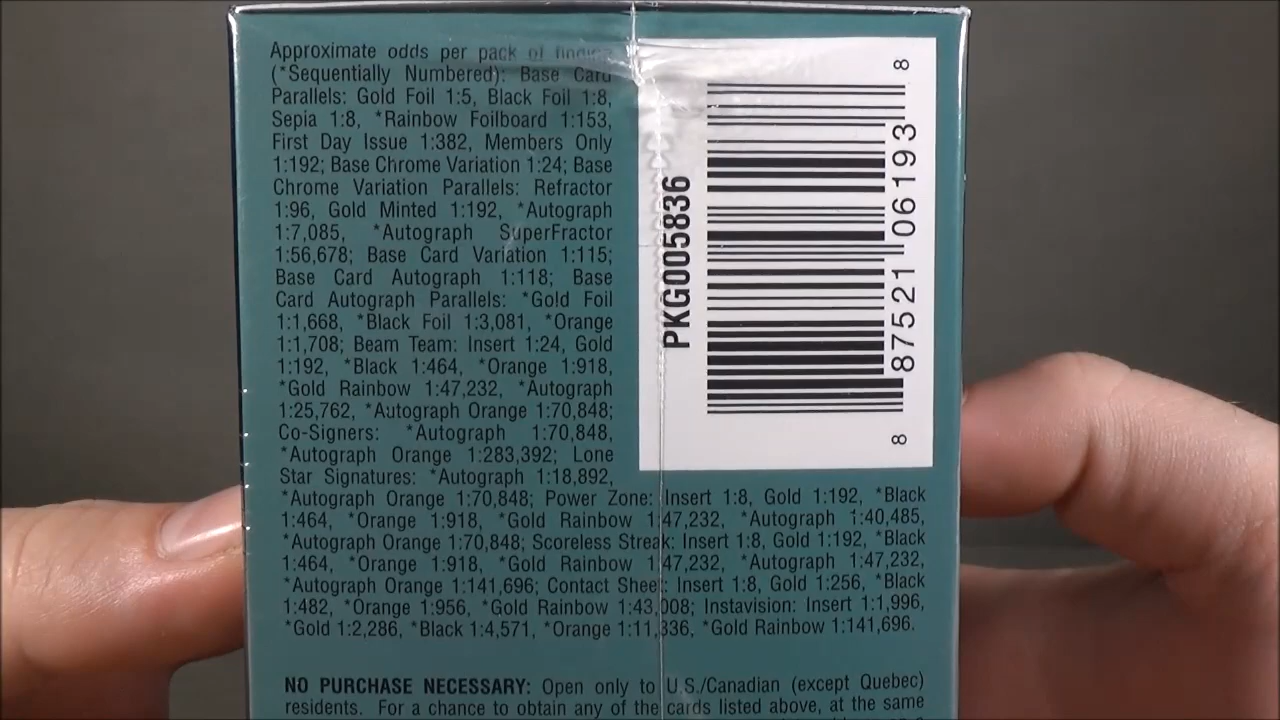 Approximate odds per pack of finding
(*Sequentially Numbered): Base Card
Parallels: Gold Foil 1:5, Black Foil 1:8,
Sepia 1:8, *Rainbow Foilboard 1:153,
First Day Issue 1:382, Members Only
1:192; Base Chrome Variation 1:24; Base
Chrome Variation Parallels: Refractor
1:96, Gold Minted 1:192, *Autograph
1:7,085, *Autograph SuperFractor
1:56,678; Base Card Variation 1:115;
Base Card Autograph 1:118; Base
Card Autograph Parallels: *Gold Foil
1:1,668, *Black Foil 1:3,081, *Orange
1:1,708; Beam Team: Insert 1:24, Gold
1:192, *Black 1:464, *Orange 1:918,
*Gold Rainbow 1:47,232, *Autograph
1:25,762, *Autograph Orange 1:70,848;
Co-Signers: *Autograph 1:70,848,
*Autograph Orange 1:283,392; Lone
Star Signatures: *Autograph 1:18,892,
*Autograph Orange 1:70,848; Power Zone: Insert 1:8, Gold 1:192, *Black
1:464, *Orange 1:918, *Gold Rainbow 1:47,232, *Autograph 1:40,485,
*Autograph Orange 1:70,848; Scoreless Streak: Insert 1:8, Gold 1:192, *Black
1:464, *Orange 1:918, *Gold Rainbow 1:47,232, *Autograph 1:47,232,
*Autograph Orange 1:141,696; Contact Sheet: Insert 1:8, Gold 1:256, *Black
1:482, *Orange 1:956, *Gold Rainbow 1:43,008; Instavision: Insert 1:1,996,
*Gold 1:2,286, *Black 1:4,571, *Orange 1:11,336, *Gold Rainbow 1:141,696.
NO PURCHASE NECESSARY: Open only to U.S./Canadian (except Quebec)
residents. For a chance to obtain any of the cards listed above, at the same
PKG005836
8 87521 06193 8